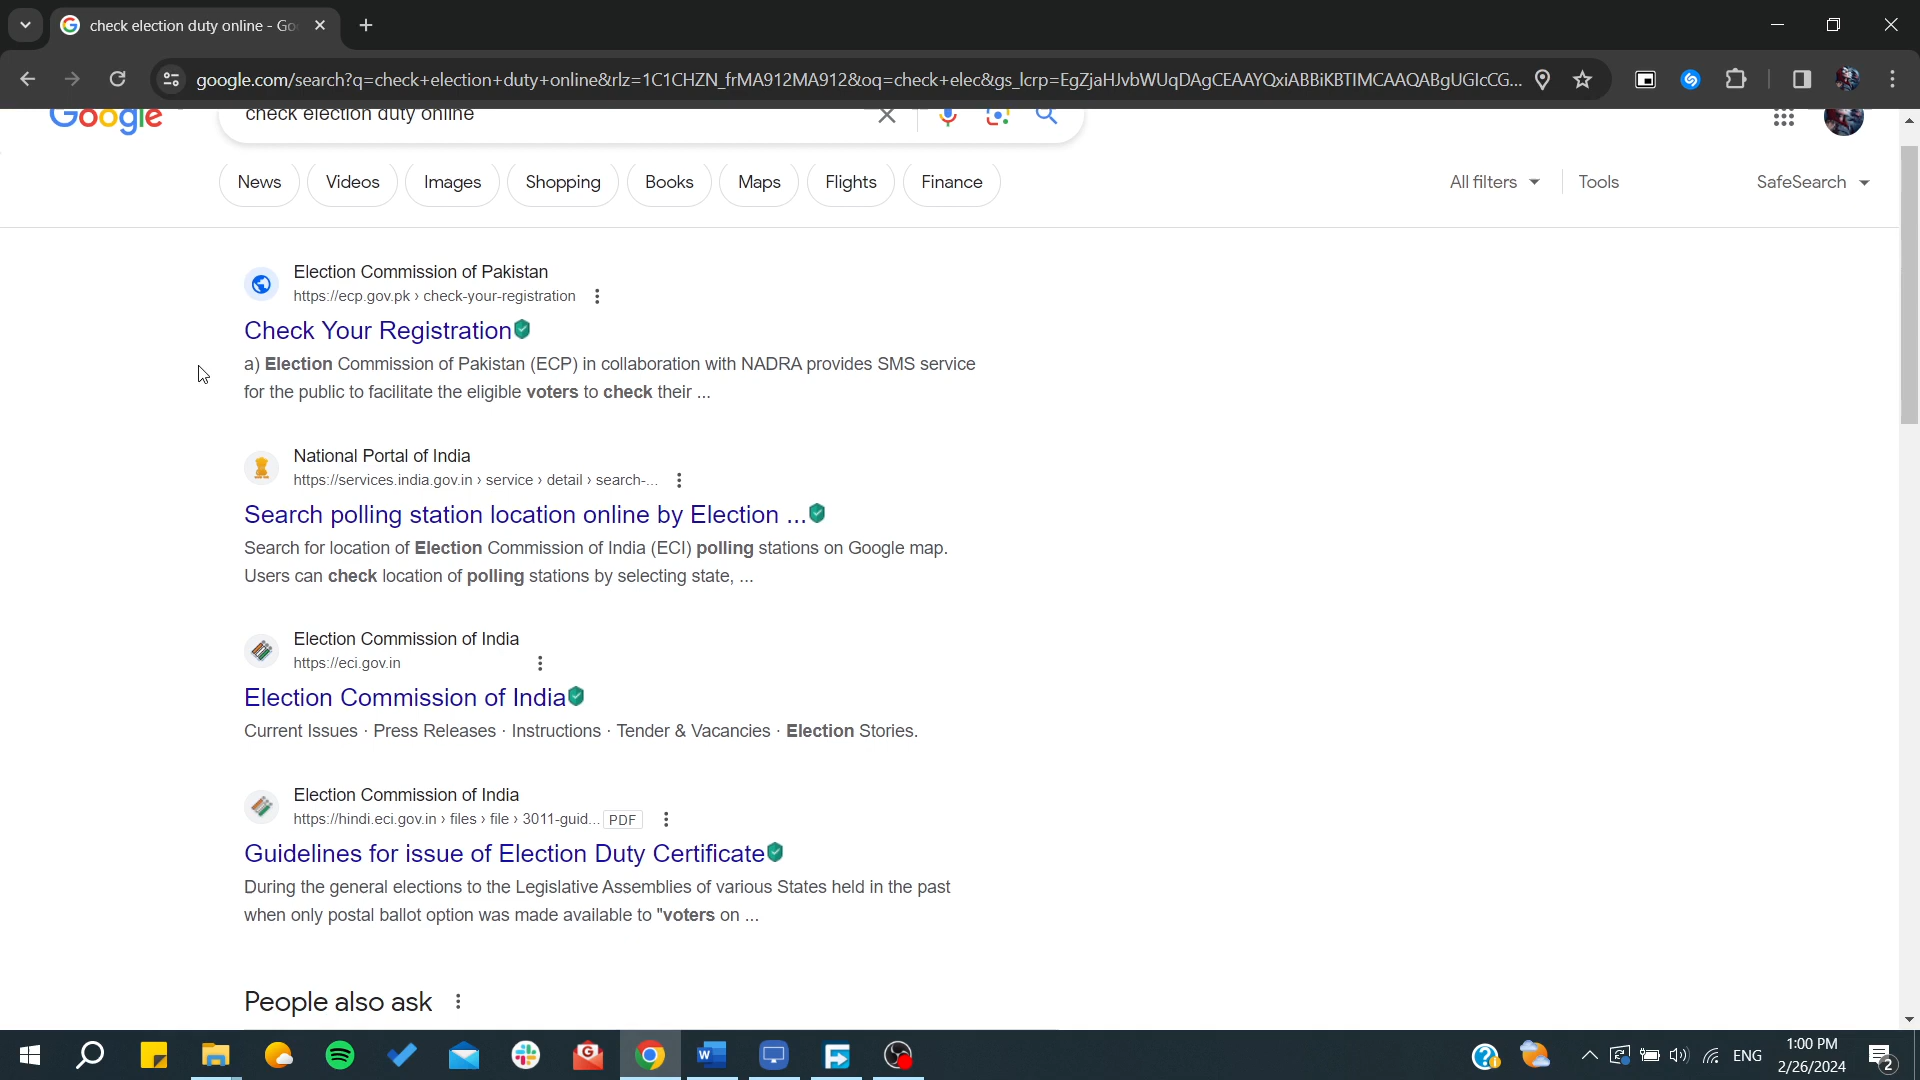 check election duty online - Goo
google.com/search?q=check+election+duty+online&rlz=1C1CHZN_frMA912MA912&oq=check+elec&gs_lcrp=EgZjaHJvbWUqDAgCEAAYQxiABBiKBTIMCAAQABgUGIcCG...
Google
check election duty online
News
Videos
Images
Shopping
Books
Maps
Flights
Finance
All filters
Tools
SafeSearch
Election Commission of Pakistan
https://ecp.gov.pk › check-your-registration
Check Your Registration
a) Election Commission of Pakistan (ECP) in collaboration with NADRA provides SMS service
for the public to facilitate the eligible voters to check their ...
National Portal of India
https://services.india.gov.in › service › detail › search-...
Search polling station location online by Election ...
Search for location of Election Commission of India (ECI) polling stations on Google map.
Users can check location of polling stations by selecting state, ...
Election Commission of India
https://eci.gov.in
Election Commission of India
Current Issues · Press Releases · Instructions · Tender & Vacancies · Election Stories.
Election Commission of India
https://hindi.eci.gov.in › files › file › 3011-guid... PDF
Guidelines for issue of Election Duty Certificate
During the general elections to the Legislative Assemblies of various States held in the past
when only postal ballot option was made available to "voters on ...
People also ask
ENG
1:00 PM
2/26/2024
2